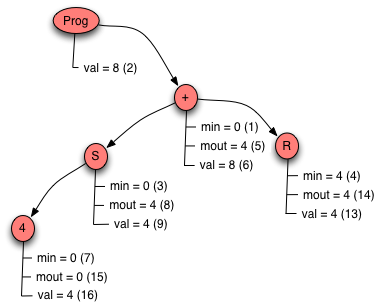 Prog
val = 8 (2)
+
min = 0 (1)
mout = 4 (5)
val = 8 (6)
S
min = 0 (3)
mout = 4 (8)
val = 4 (9)
R
min = 4 (4)
mout = 4 (14)
val = 4 (13)
4
min = 0 (7)
mout = 0 (15)
val = 4 (16)